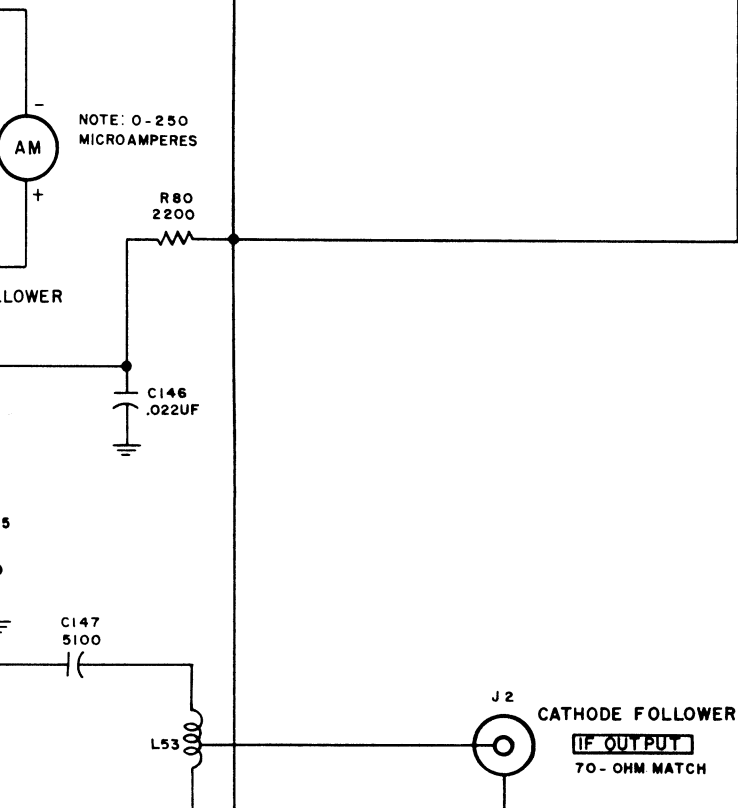 -
NOTE: 0-250
MICROAMPERES
AM
+
R80
2200
LOWER
C146
.022UF
5
C147
5100
J2
CATHODE FOLLOWER
L53
IF OUTPUT
70-OHM MATCH